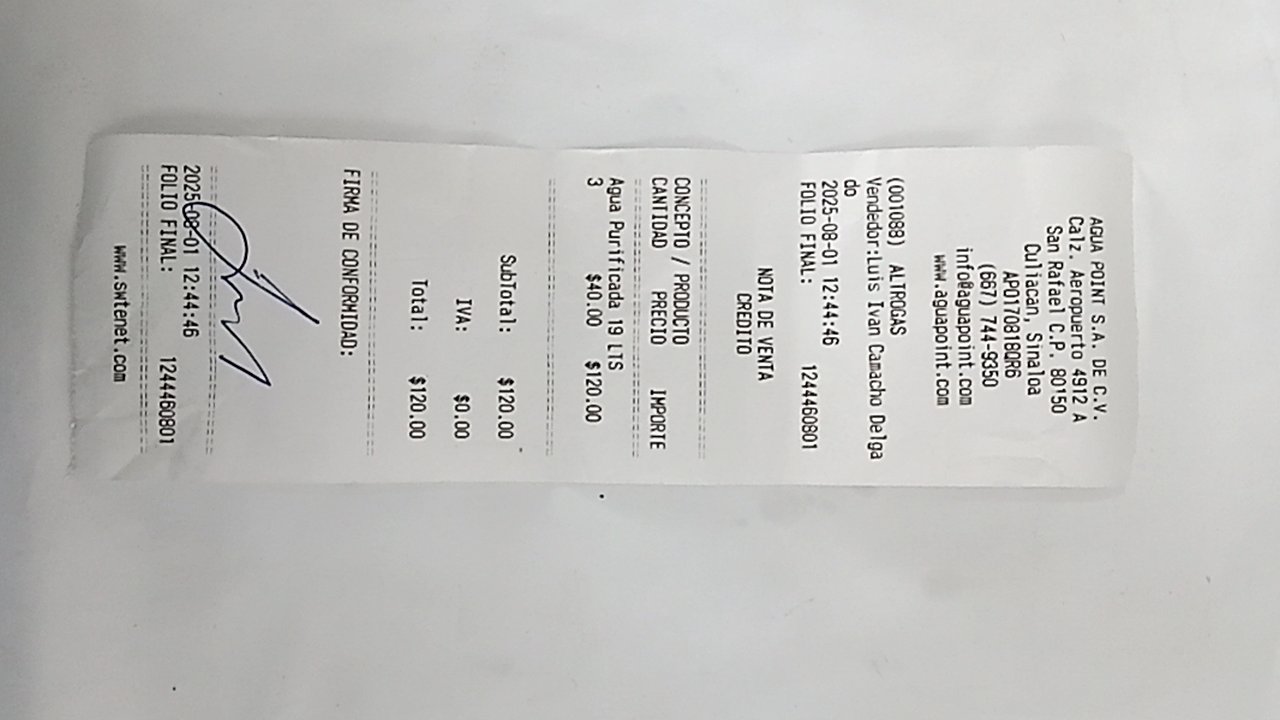 AGUA POINT S.A. DE C.V.
Calz. Aeropuerto 4912 A
San Rafael C.P. 80150
Culiacan, Sinaloa
APO170818QR6
(667) 744-9350
info@aguapoint.com
www.aguapoint.com
(001088) ALTROGAS
Vendedor:Luis Ivan Camacho Delga
do
2025-08-01 12:44:46
FOLIO FINAL: 1244460801
NOTA DE VENTA
CREDITO
CONCEPTO / PRODUCTO
CANTIDAD PRECIO IMPORTE
Agua Purificada 19 LTS
3 $40.00 $120.00
SubTotal: $120.00
IVA: $0.00
Total: $120.00
FIRMA DE CONFORMIDAD:
2025-08-01 12:44:46
FOLIO FINAL: 1244460801
www.swtenet.com